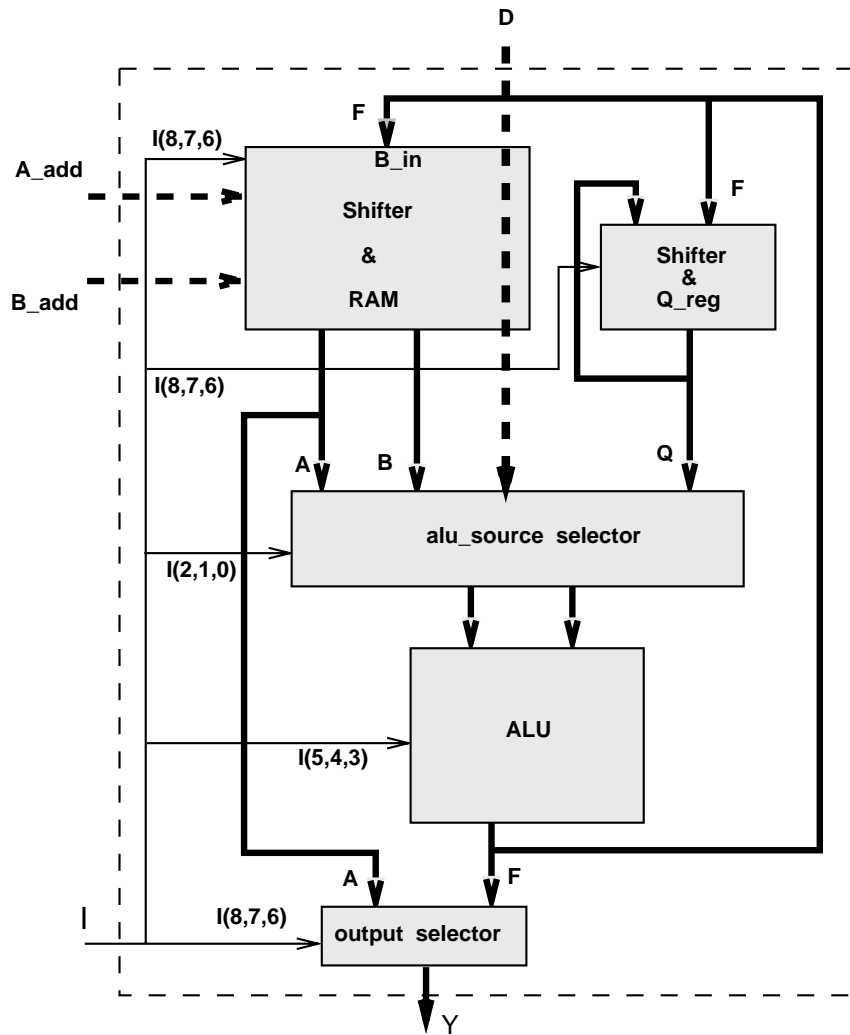 D
F
I(8,7,6)
A_add
B_in
F
Shifter
&
RAM
Shifter
&
Q_reg
B_add
I(8,7,6)
A
B
Q
alu_source selector
I(2,1,0)
ALU
I(5,4,3)
A
F
I
I(8,7,6)
output selector
Y